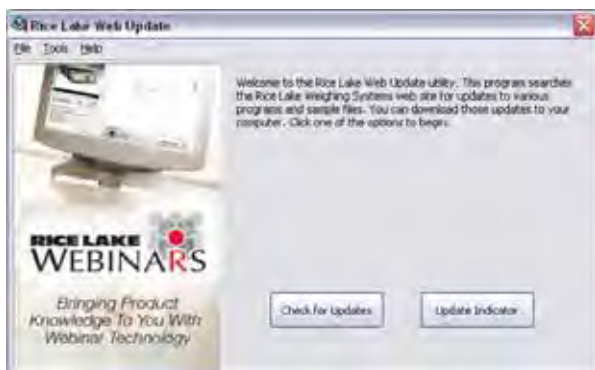 Rice Lake Web Update
File Tools Help
Welcome to the Rice Lake Web Update utility. This program searches
the Rice Lake Weighing Systems web site for updates to various
programs and sample files. You can download those updates to your
computer. Click one of the options to begin.
RICE LAKE
WEBINARS
Bringing Product
Knowledge To You With
Webinar Technology
Check for Updates
Update Indicator